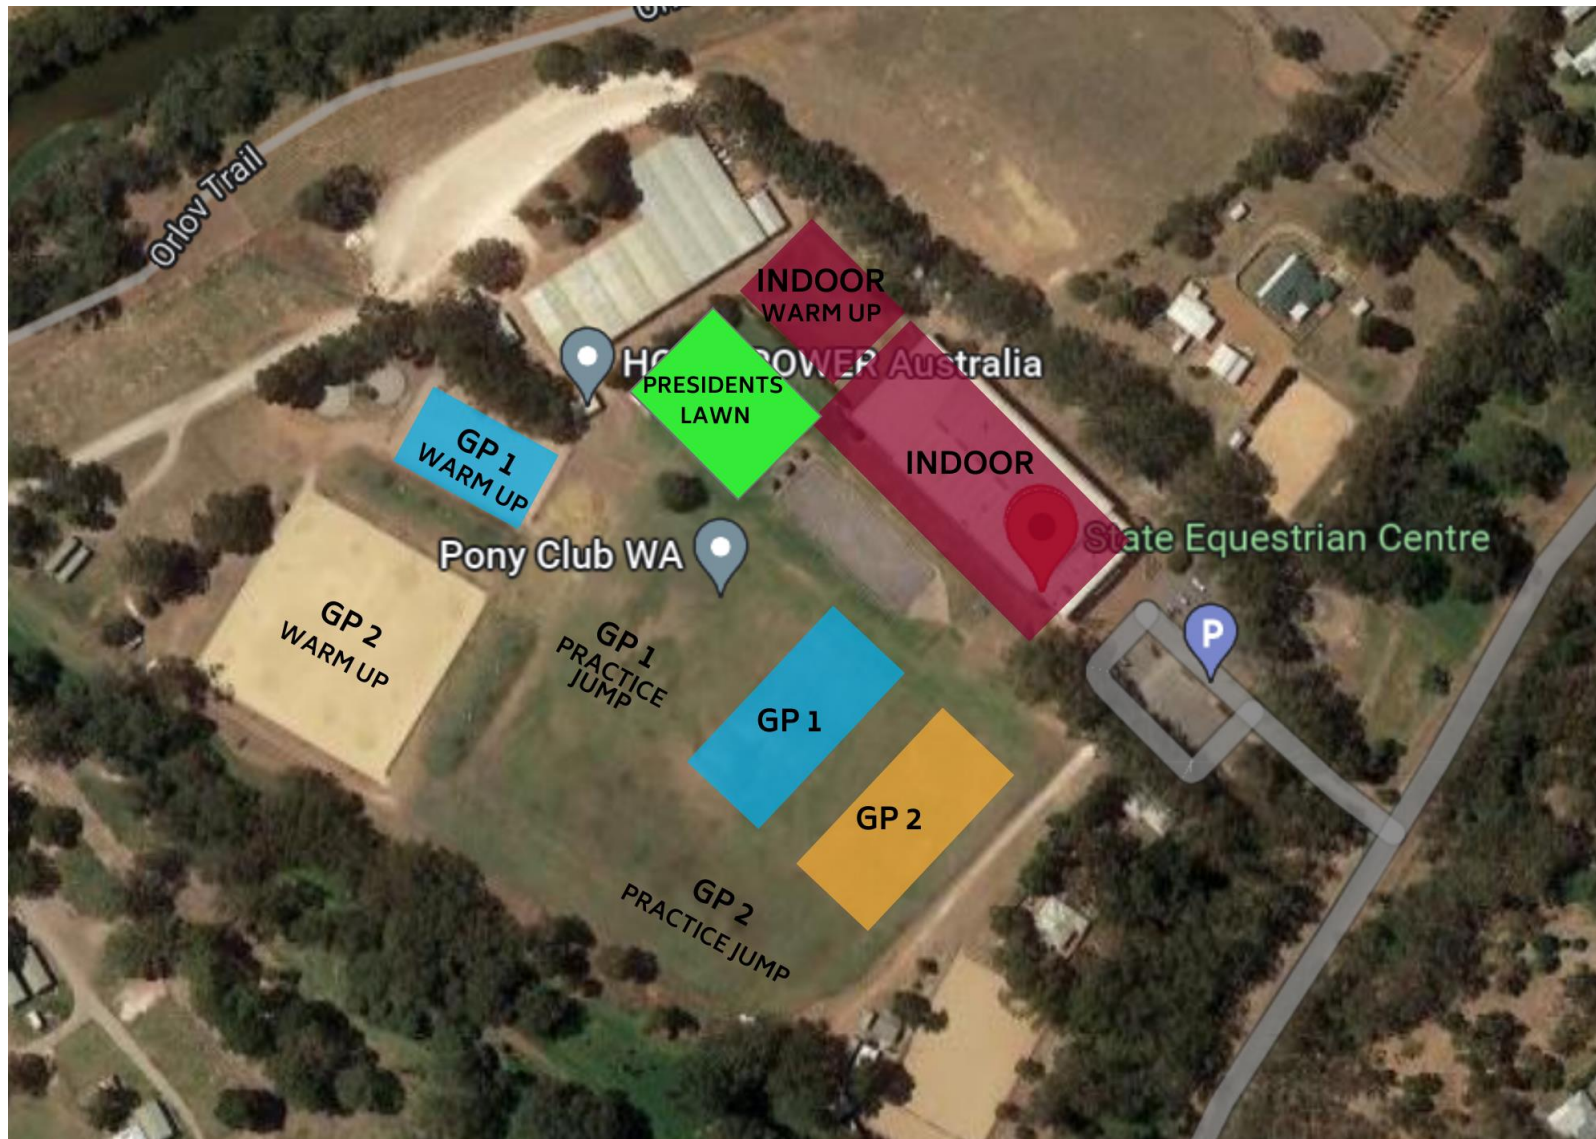 Orlov Trail
INDOOR
WARM UP
POWER Australia
PRESIDENTS
LAWN
GP 1
WARM UP
INDOOR
State Equestrian Centre
Pony Club WA
GP 2
WARM UP
GP 1
PRACTICE
JUMP
P
GP 1
GP 2
GP 2
PRACTICE JUMP